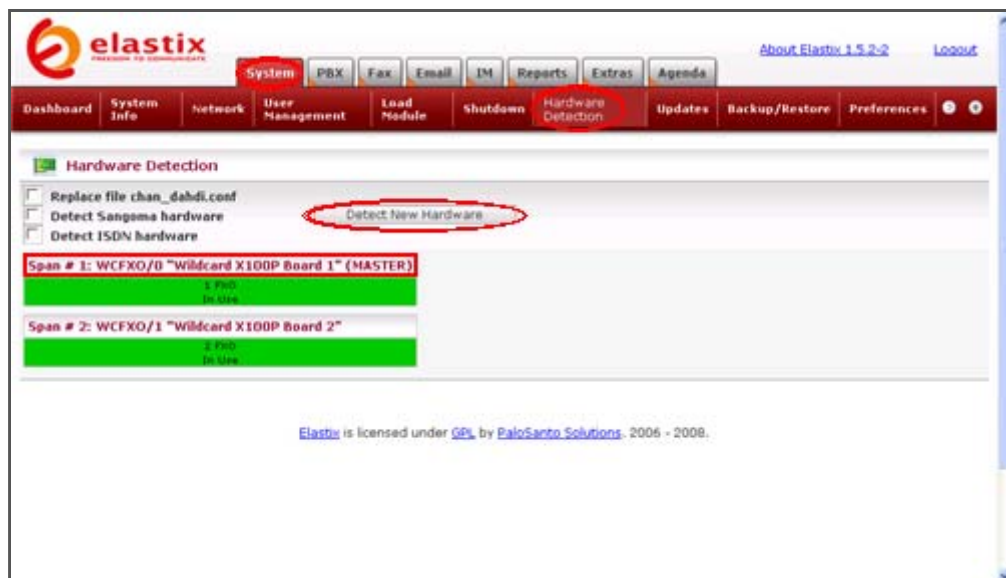 elastix
FREEDOM TO COMMUNICATE
About Elastix 1.5.2-2 Logout
System PBX Fax Email IM Reports Extras Agenda
Dashboard System Info Network User Management Load Module Shutdown Hardware Detection Updates Backup/Restore Preferences
Hardware Detection
Replace file chan_dahdi.conf
Detect Sangoma hardware
Detect New Hardware
Detect ISDN hardware
Span # 1: WCFXO/0 "Wildcard X100P Board 1" (MASTER)
1 FXO
In Use
Span # 2: WCFXO/1 "Wildcard X100P Board 2"
2 FXO
In Use
Elastix is licensed under GPL by PaloSanto Solutions. 2006 - 2008.